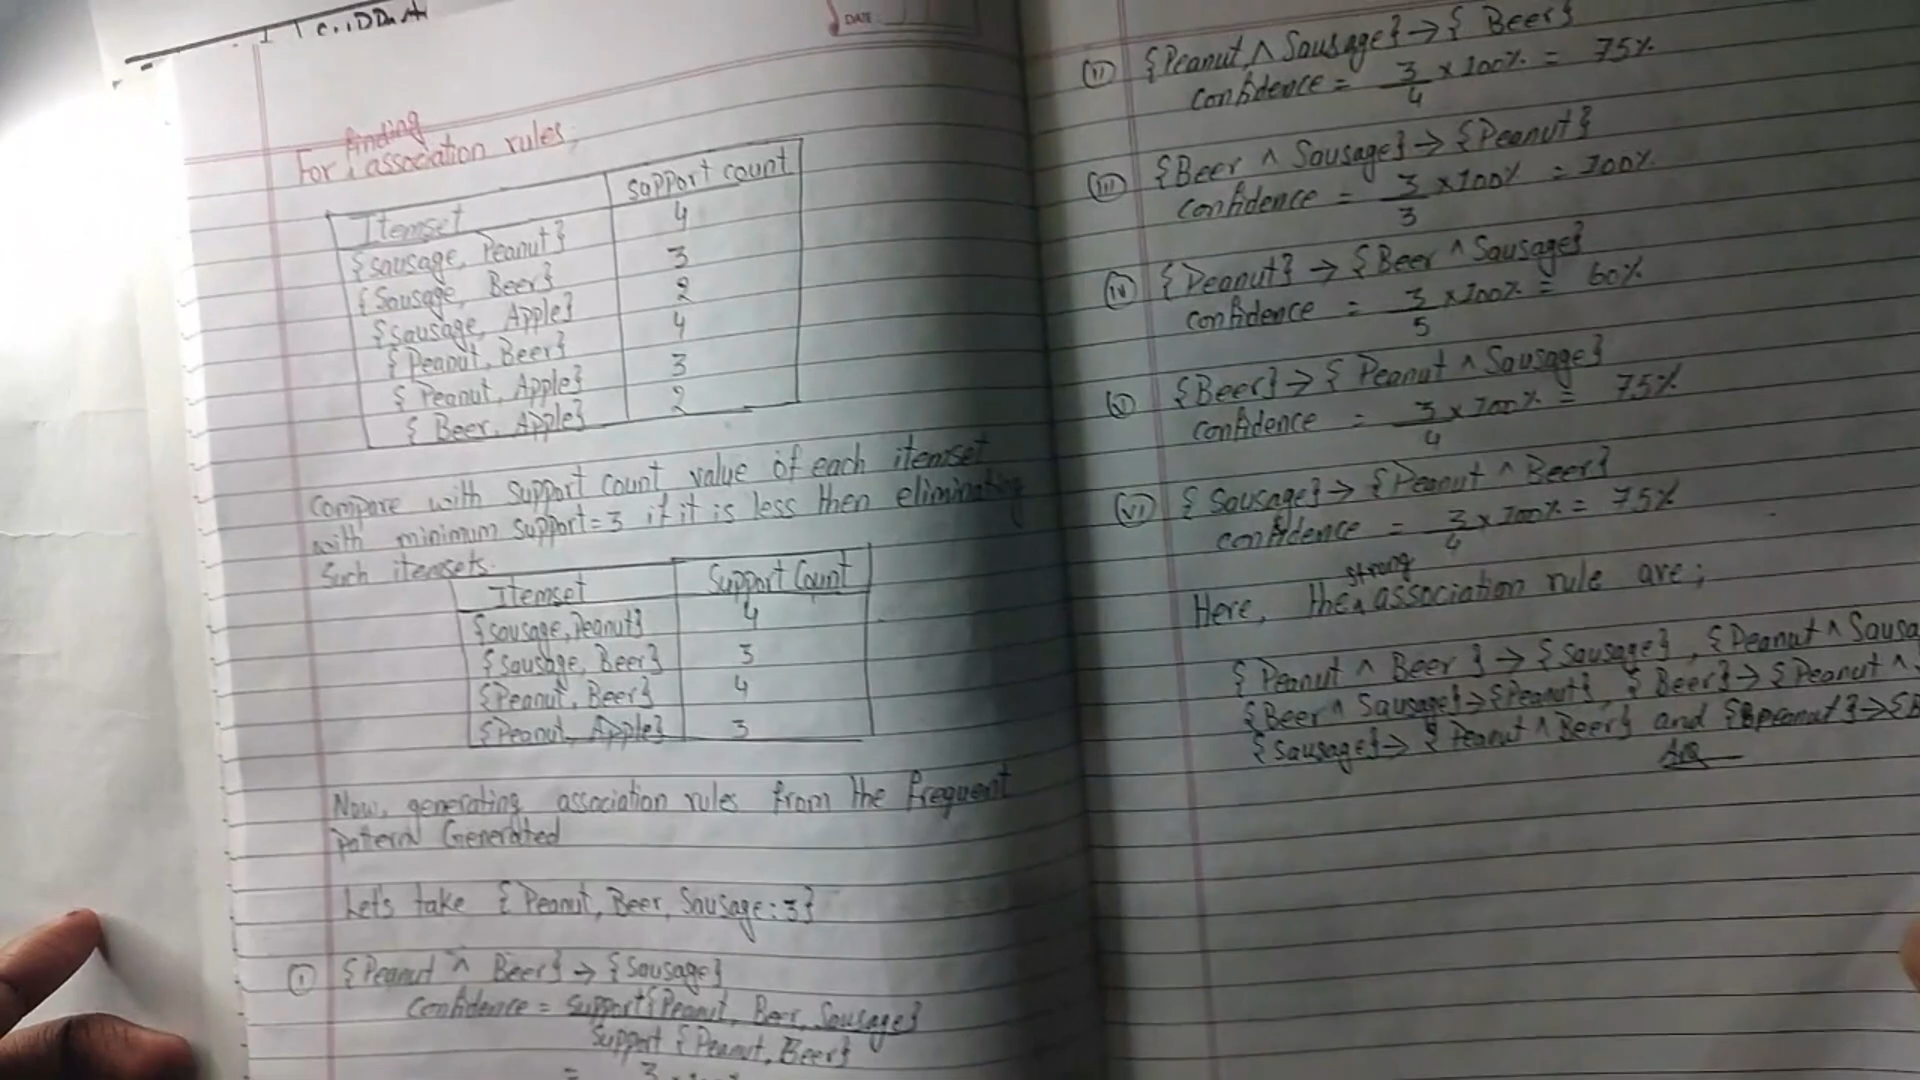 DATE:
For finding association rules,
Itemset support count
{sausage, Peanut} 4
{Sausage, Beer} 3
{sausage, Apple} 2
{Peanut, Beer} 4
{Peanut, Apple} 3
{Beer, Apple} 2
Compare with support count value of each itemset
with minimum support=3 if it is less then eliminating
Such itemsets.
Itemset Support Count
{sausage, Peanut} 4
{sausage, Beer} 3
{Peanut, Beer} 4
{Peanut, Apple} 3
Now, generating association rules from the frequent
pattern Generated
Let's take {Peanut, Beer, Sausage:3}
(i) {Peanut ^ Beer} → {Sausage}
Confidence = Support{Peanut, Beer, Sausage}
Support {Peanut, Beer}
= 3
(ii) {Peanut ^ Sausage} → {Beer}
Confidence = 3/4 × 100% = 75%
(iii) {Beer ^ Sausage} → {Peanut}
confidence = 3/3 × 100% = 100%
(iv) {Peanut} → {Beer ^ Sausage}
confidence = 3/5 × 100% = 60%
(v) {Beer} → {Peanut ^ Sausage}
confidence = 3/4 × 100% = 75%
(vi) {Sausage} → {Peanut ^ Beer}
confidence = 3/4 × 100% = 75%
Here, the strong association rule are;
{Peanut ^ Beer} → {sausage}, {Peanut ^ Sausa
{Beer ^ Sausage} → {Peanut}, {Beer} → {Peanut ^
{sausage} → {Peanut ^ Beer} and → {B